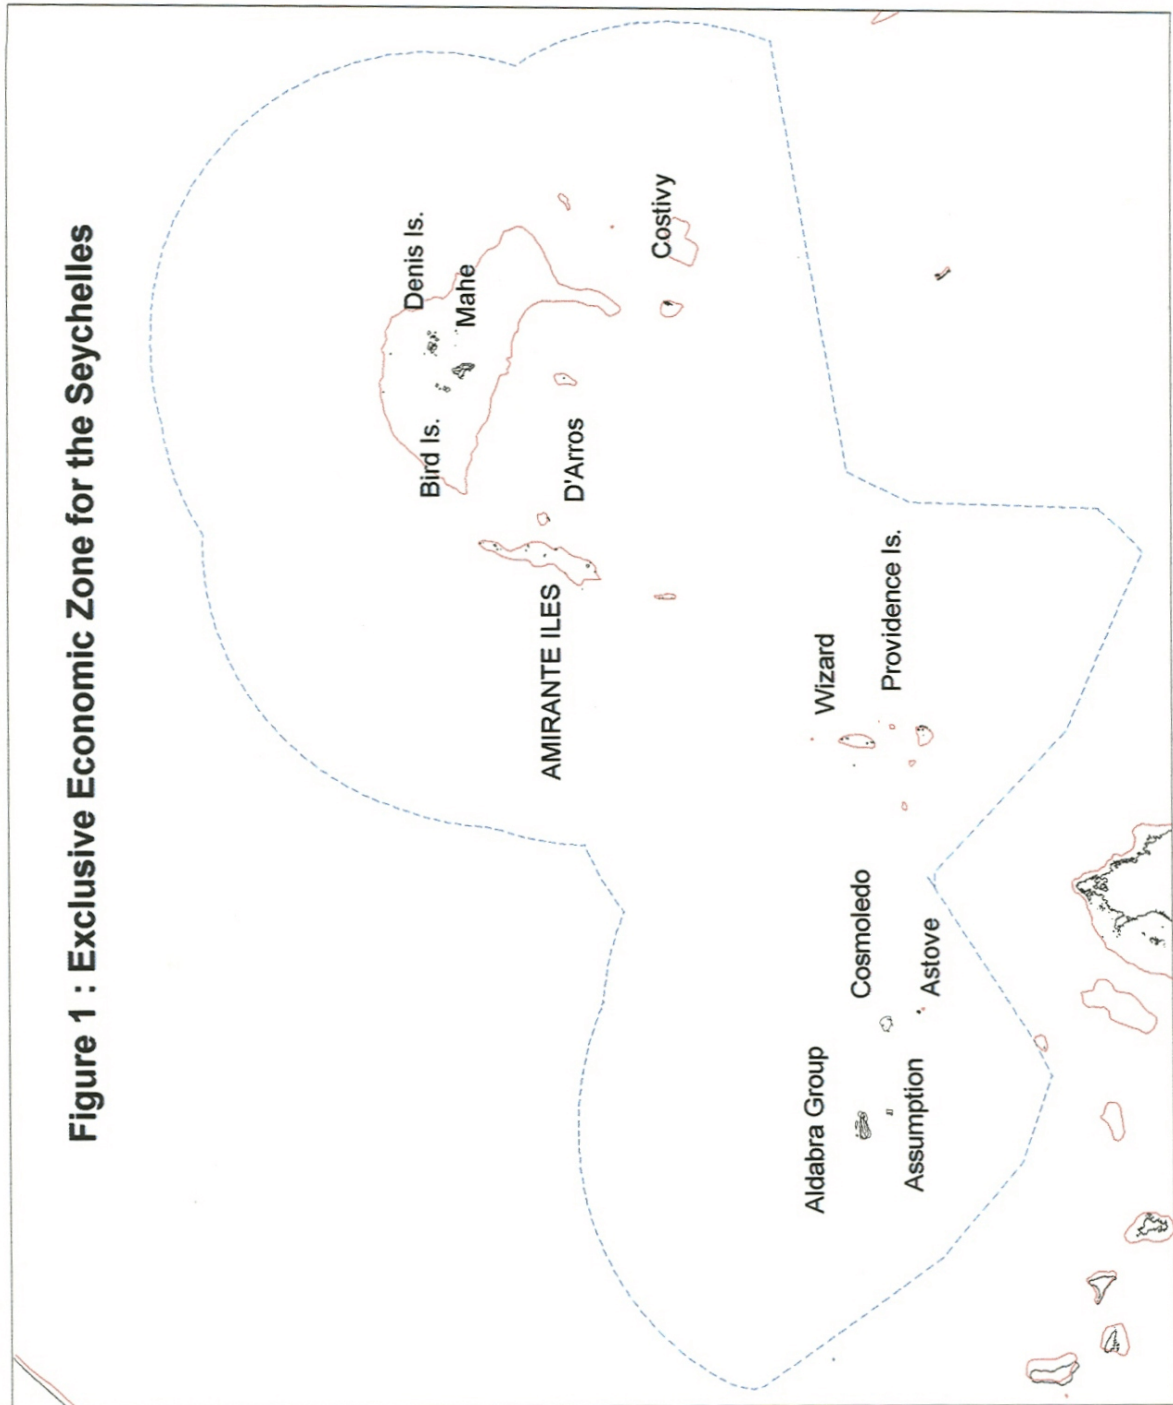 Figure 1 : Exclusive Economic Zone for the Seychelles
Denis Is.
Mahe
Bird Is.
Costivy
D'Arros
AMIRANTE ILES
Wizard
Providence Is.
Cosmoledo
Astove
Aldabra Group
Assumption